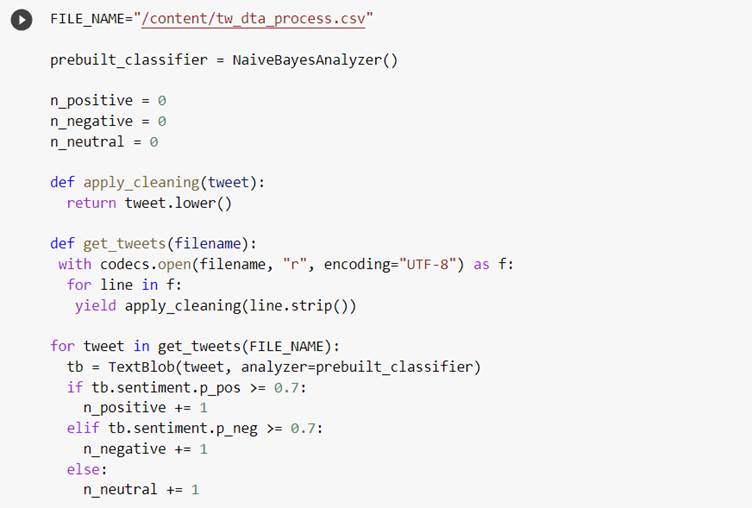 FILE_NAME="/content/tw_dta_process.csv"
prebuilt_classifier = NaiveBayesAnalyzer()
n_positive = 0
n_negative = 0
n_neutral = 0
def apply_cleaning(tweet):
  return tweet.lower()
def get_tweets(filename):
 with codecs.open(filename, "r", encoding="UTF-8") as f:
  for line in f:
   yield apply_cleaning(line.strip())
for tweet in get_tweets(FILE_NAME):
  tb = TextBlob(tweet, analyzer=prebuilt_classifier)
  if tb.sentiment.p_pos >= 0.7:
    n_positive += 1
  elif tb.sentiment.p_neg >= 0.7:
    n_negative += 1
  else:
    n_neutral += 1